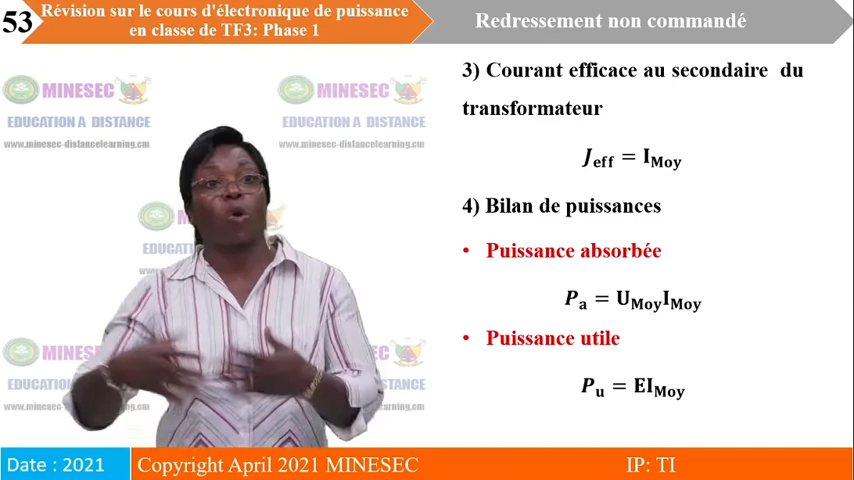 53
Révision sur le cours d'électronique de puissance
en classe de TF3: Phase 1
Redressement non commandé
MINESEC
EDUCATION A DISTANCE
www.minesec-distancelearning.cm
MINESEC
EDUCATION A DISTANCE
www.minesec-distancelearning.cm
MINESEC
EDUCATION A
MINESEC
EDUCATION
www.minesec-
DISTANCE
3) Courant efficace au secondaire du
transformateur
J_eff = I_Moy
4) Bilan de puissances
• Puissance absorbée
P_a = U_Moy I_Moy
• Puissance utile
P_u = EI_Moy
Date : 2021
Copyright April 2021 MINESEC
IP: TI